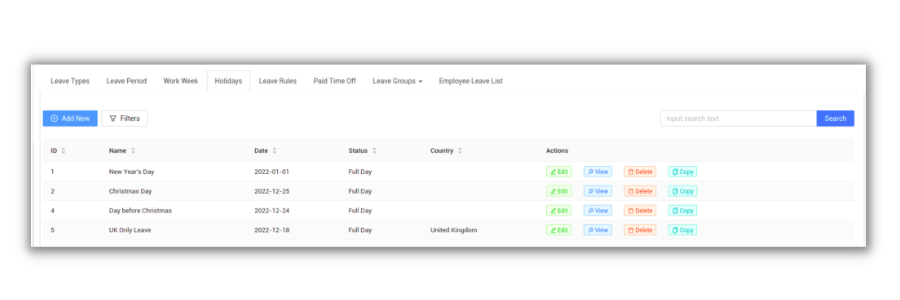 Leave Types Leave Period Work Week Holidays Leave Rules Paid Time Off Leave Groups Employee Leave List
Add New Filters input search text Search
ID Name Date Status Country Actions
1 New Year's Day 2022-01-01 Full Day Edit View Delete Copy
2 Christmas Day 2022-12-25 Full Day Edit View Delete Copy
4 Day before Christmas 2022-12-24 Full Day Edit View Delete Copy
5 UK Only Leave 2022-12-18 Full Day United Kingdom Edit View Delete Copy